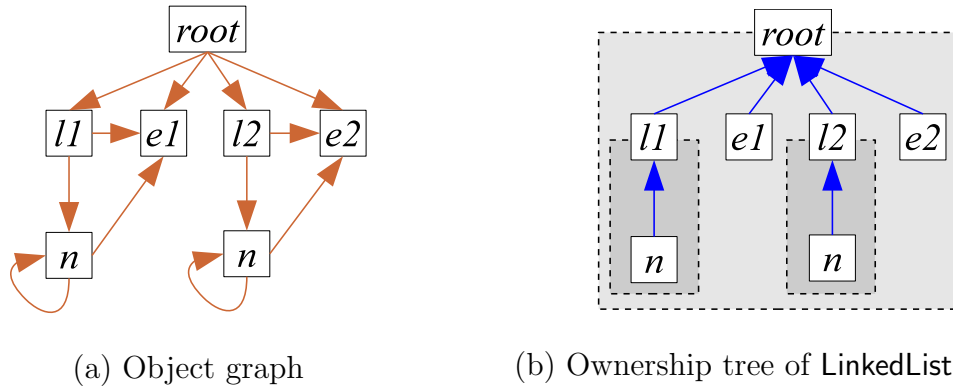 root
l1
e1
l2
e2
n
n
(a) Object graph
root
l1
e1
l2
e2
n
n
(b) Ownership tree of LinkedList